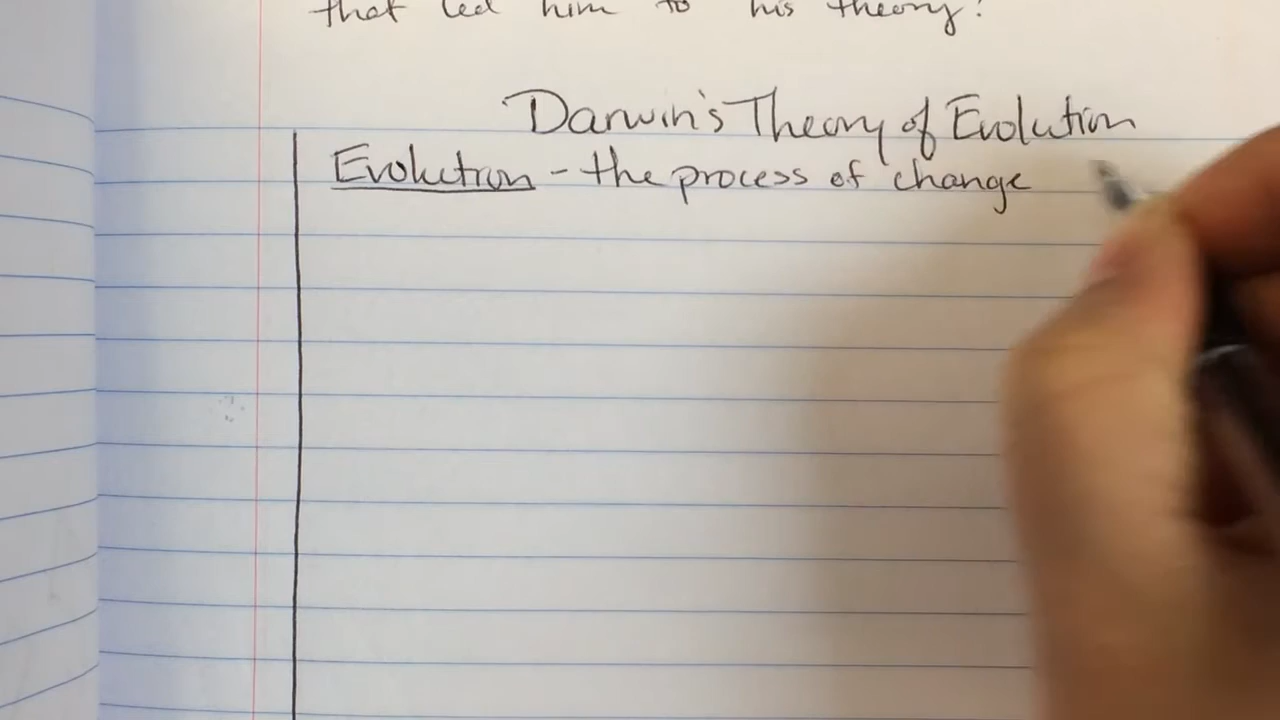 that led him to his theory?
Darwin's Theory of Evolution
Evolution - the process of change